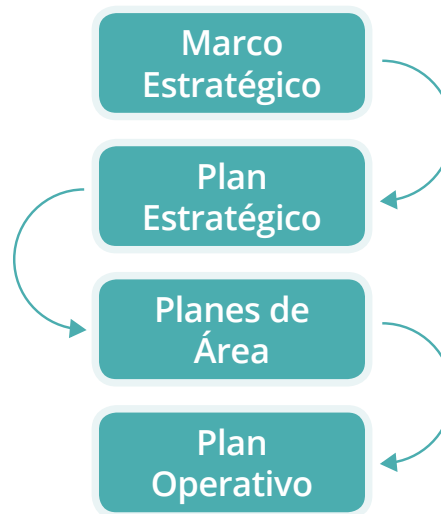 Marco
Estratégico
Plan
Estratégico
Planes de
Área
Plan
Operativo